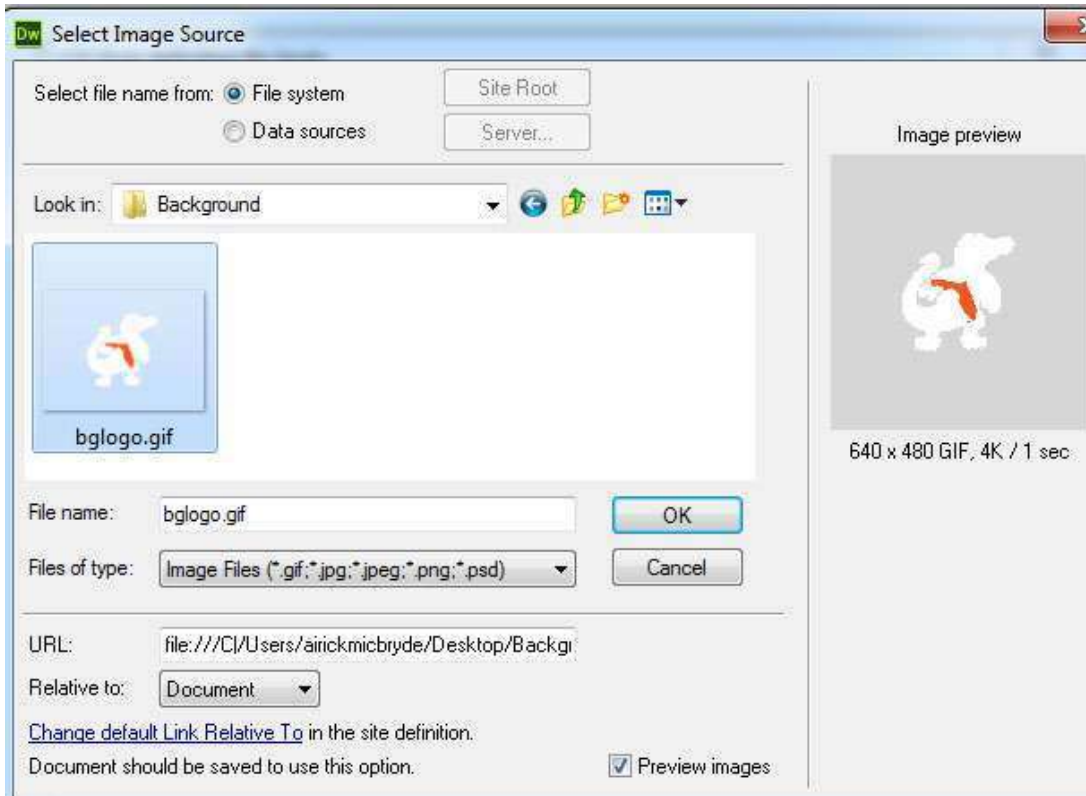 Dw Select Image Source
Select file name from: File system Site Root
Data sources Server...
Image preview
Look in: Background
bglogo.gif
640 x 480 GIF, 4K / 1 sec
File name: bglogo.gif OK
Files of type: Image Files (*.gif;*.jpg;*.jpeg;*.png;*.psd) Cancel
URL: file:///C|/Users/airickmicbryde/Desktop/Backgr
Relative to: Document
Change default Link Relative To in the site definition.
Document should be saved to use this option. Preview images